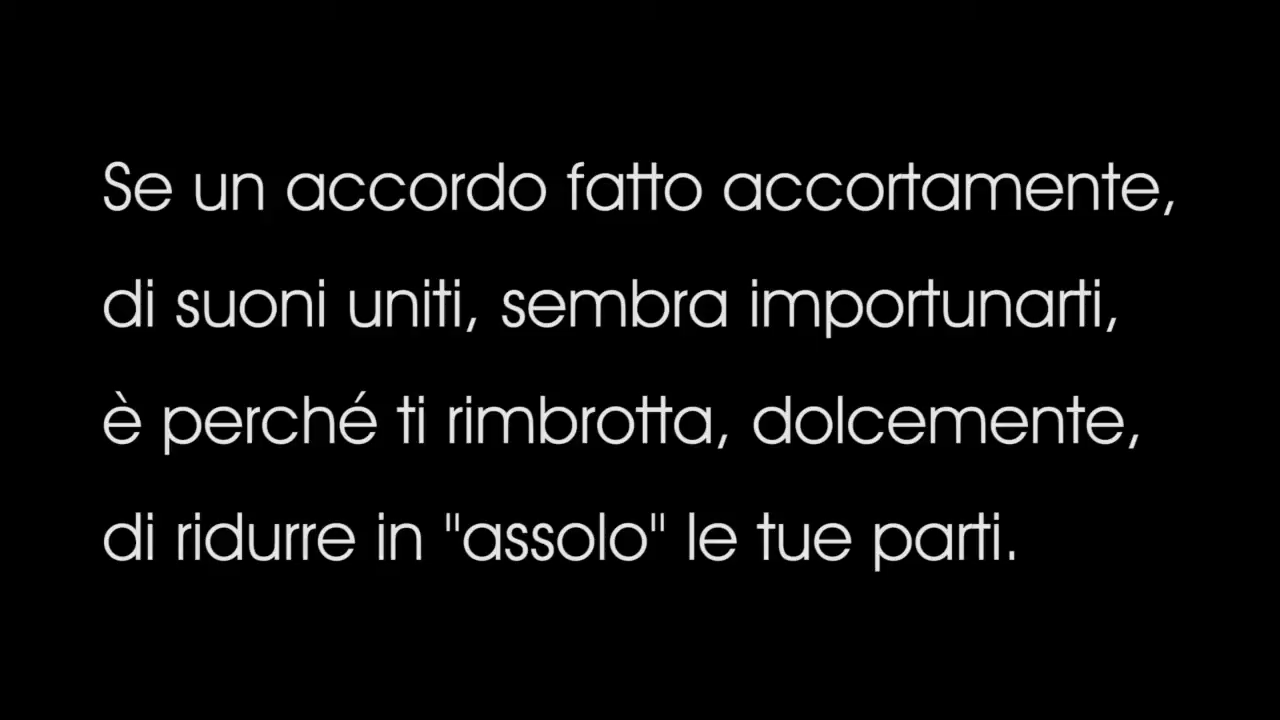 Se un accordo fatto accortamente,
di suoni uniti, sembra importunarti,
è perché ti rimbrotta, dolcemente,
di ridurre in "assolo" le tue parti.